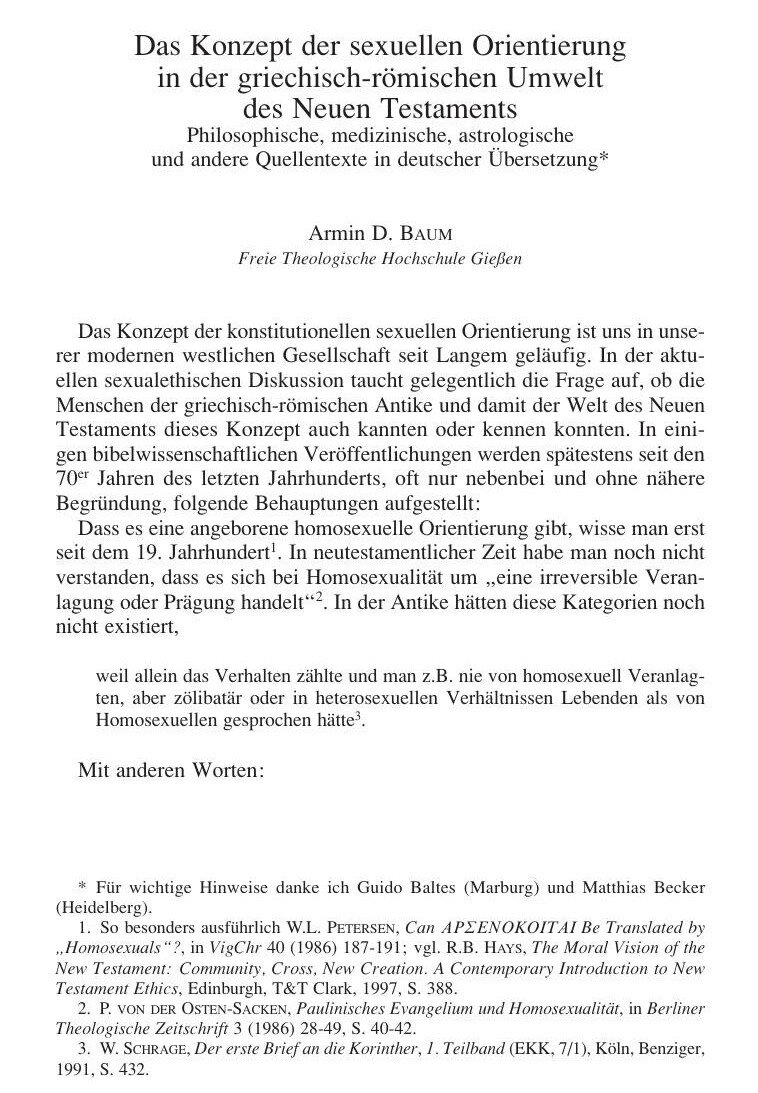 Das Konzept der sexuellen Orientierung
in der griechisch-römischen Umwelt
des Neuen Testaments
Philosophische, medizinische, astrologische
und andere Quellentexte in deutscher Übersetzung*
Armin D. BAUM
Freie Theologische Hochschule Gießen
Das Konzept der konstitutionellen sexuellen Orientierung ist uns in unse-
rer modernen westlichen Gesellschaft seit Langem geläufig. In der aktu-
ellen sexualethischen Diskussion taucht gelegentlich die Frage auf, ob die
Menschen der griechisch-römischen Antike und damit der Welt des Neuen
Testaments dieses Konzept auch kannten oder kennen konnten. In eini-
gen bibelwissenschaftlichen Veröffentlichungen werden spätestens seit den
70er Jahren des letzten Jahrhunderts, oft nur nebenbei und ohne nähere
Begründung, folgende Behauptungen aufgestellt:
Dass es eine angeborene homosexuelle Orientierung gibt, wisse man erst
seit dem 19. Jahrhundert1. In neutestamentlicher Zeit habe man noch nicht
verstanden, dass es sich bei Homosexualität um „eine irreversible Veran-
lagung oder Prägung handelt“2. In der Antike hätten diese Kategorien noch
nicht existiert,
weil allein das Verhalten zählte und man z.B. nie von homosexuell Veranlag-
ten, aber zölibatär oder in heterosexuellen Verhältnissen Lebenden als von
Homosexuellen gesprochen hätte3.
Mit anderen Worten:
* Für wichtige Hinweise danke ich Guido Baltes (Marburg) und Matthias Becker
(Heidelberg).
1. So besonders ausführlich W.L. PETERSEN, Can ΑΡΣΕΝΟΚΟΙΤΑΙ Be Translated by
„Homosexuals“?, in VigChr 40 (1986) 187-191; vgl. R.B. HAYS, The Moral Vision of the
New Testament: Community, Cross, New Creation. A Contemporary Introduction to New
Testament Ethics, Edinburgh, T&T Clark, 1997, S. 388.
2. P. VON DER OSTEN-SACKEN, Paulinisches Evangelium und Homosexualität, in Berliner
Theologische Zeitschrift 3 (1986) 28-49, S. 40-42.
3. W. SCHRAGE, Der erste Brief an die Korinther, 1. Teilband (EKK, 7/1), Köln, Benziger,
1991, S. 432.